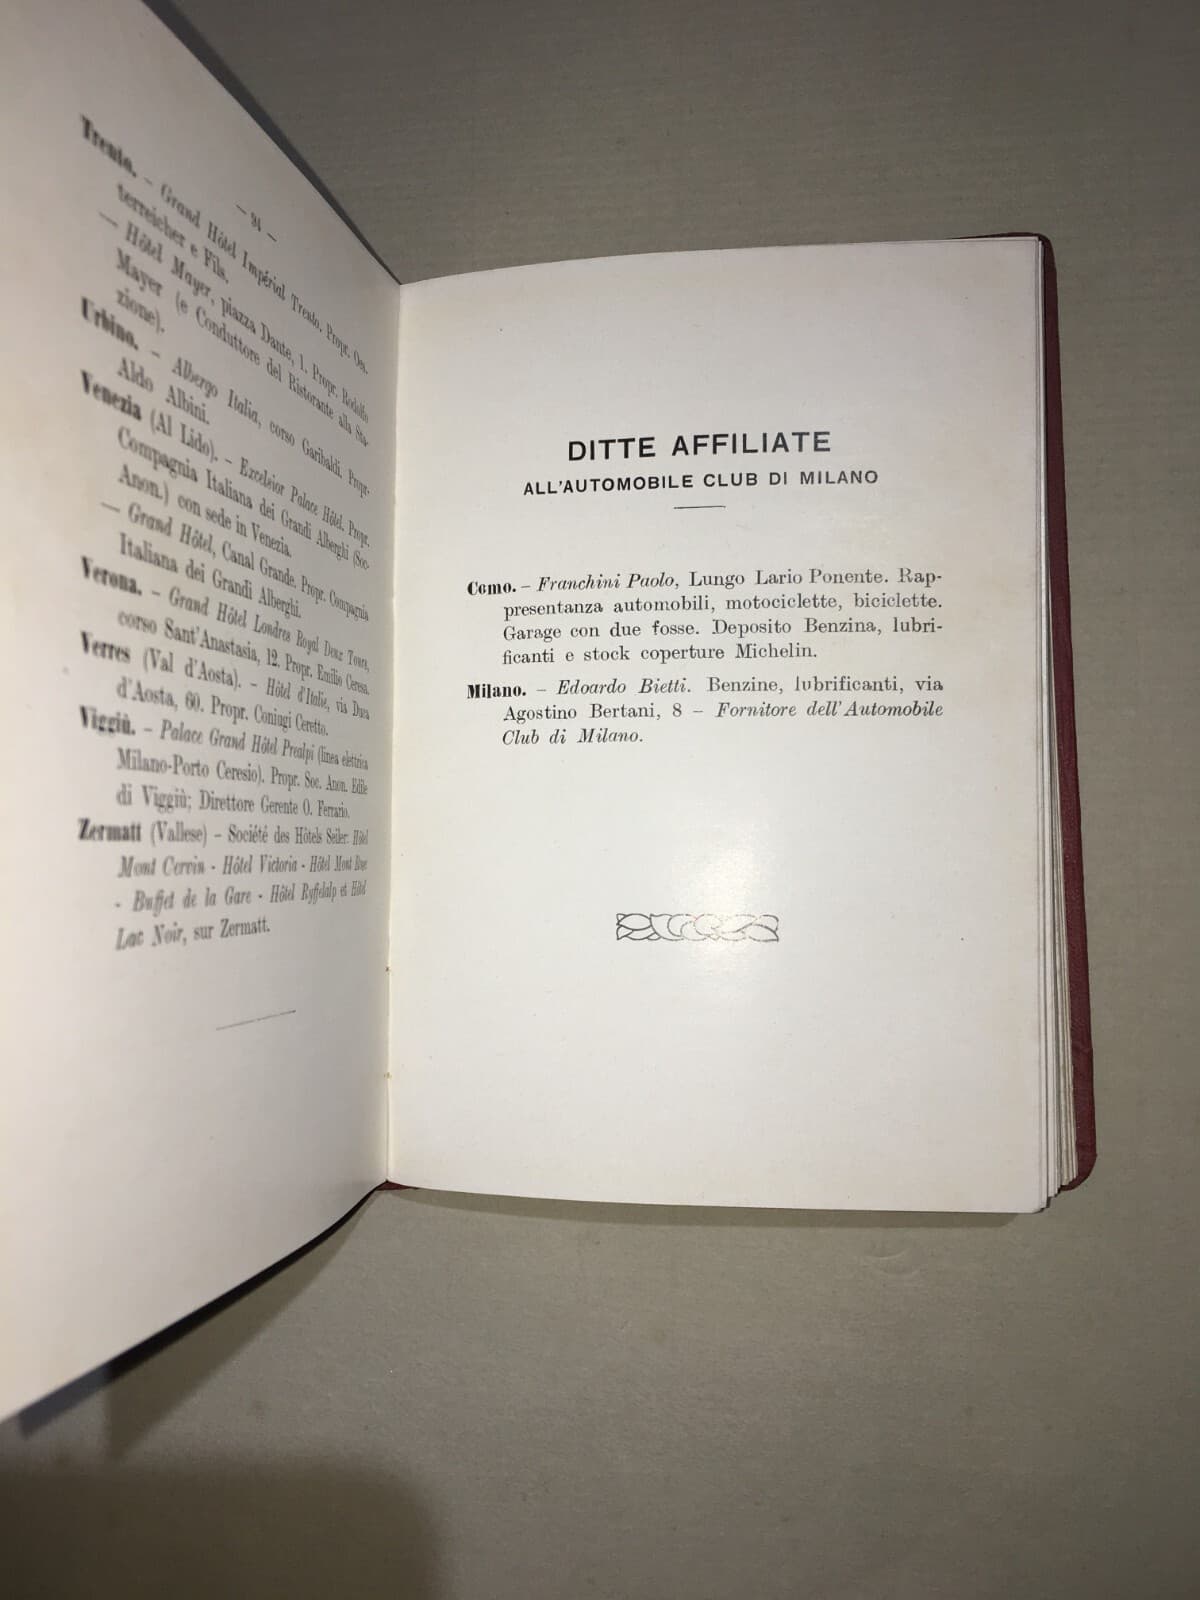 — 94 —
Trento. – Grand Hôtel Impérial Trento. Propr. Oes-
terreicher e Fils.
— Hôtel Mayer, piazza Dante, 1. Propr. Rodolfo
Mayer (e Conduttore del Ristorante alla Sta-
zione).
Urbino. – Albergo Italia, corso Garibaldi. Propr.
Aldo Albini.
Venezia (Al Lido). – Excelsior Palace Hôtel. Propr.
Compagnia Italiana dei Grandi Alberghi (Soc.
Anon.) con sede in Venezia.
— Grand Hôtel, Canal Grande. Propr. Compagnia
Italiana dei Grandi Alberghi.
Verona. – Grand Hôtel Londres Royal Deux Tours,
corso Sant'Anastasia, 12. Propr. Emilio Ceresa.
Verres (Val d'Aosta). – Hôtel d'Italie, via Duca
d'Aosta, 60. Propr. Coniugi Ceretto.
Viggiù. – Palace Grand Hôtel Prealpi (linea elettrica
Milano-Porto Ceresio). Propr. Soc. Anon. Edile
di Viggiù; Direttore Gerente O. Ferrario.
Zermatt (Vallese) – Société des Hôtels Seiler: Hôtel
Mont Cervin - Hôtel Victoria - Hôtel Mont Rose
- Buffet de la Gare - Hôtel Ryffelalp et Hôtel
Lac Noir, sur Zermatt.
DITTE AFFILIATE
ALL'AUTOMOBILE CLUB DI MILANO
Como. – Franchini Paolo, Lungo Lario Ponente. Rap-
presentanza automobili, motociclette, biciclette.
Garage con due fosse. Deposito Benzina, lubri-
ficanti e stock coperture Michelin.
Milano. – Edoardo Bietti. Benzine, lubrificanti, via
Agostino Bertani, 8 – Fornitore dell'Automobile
Club di Milano.